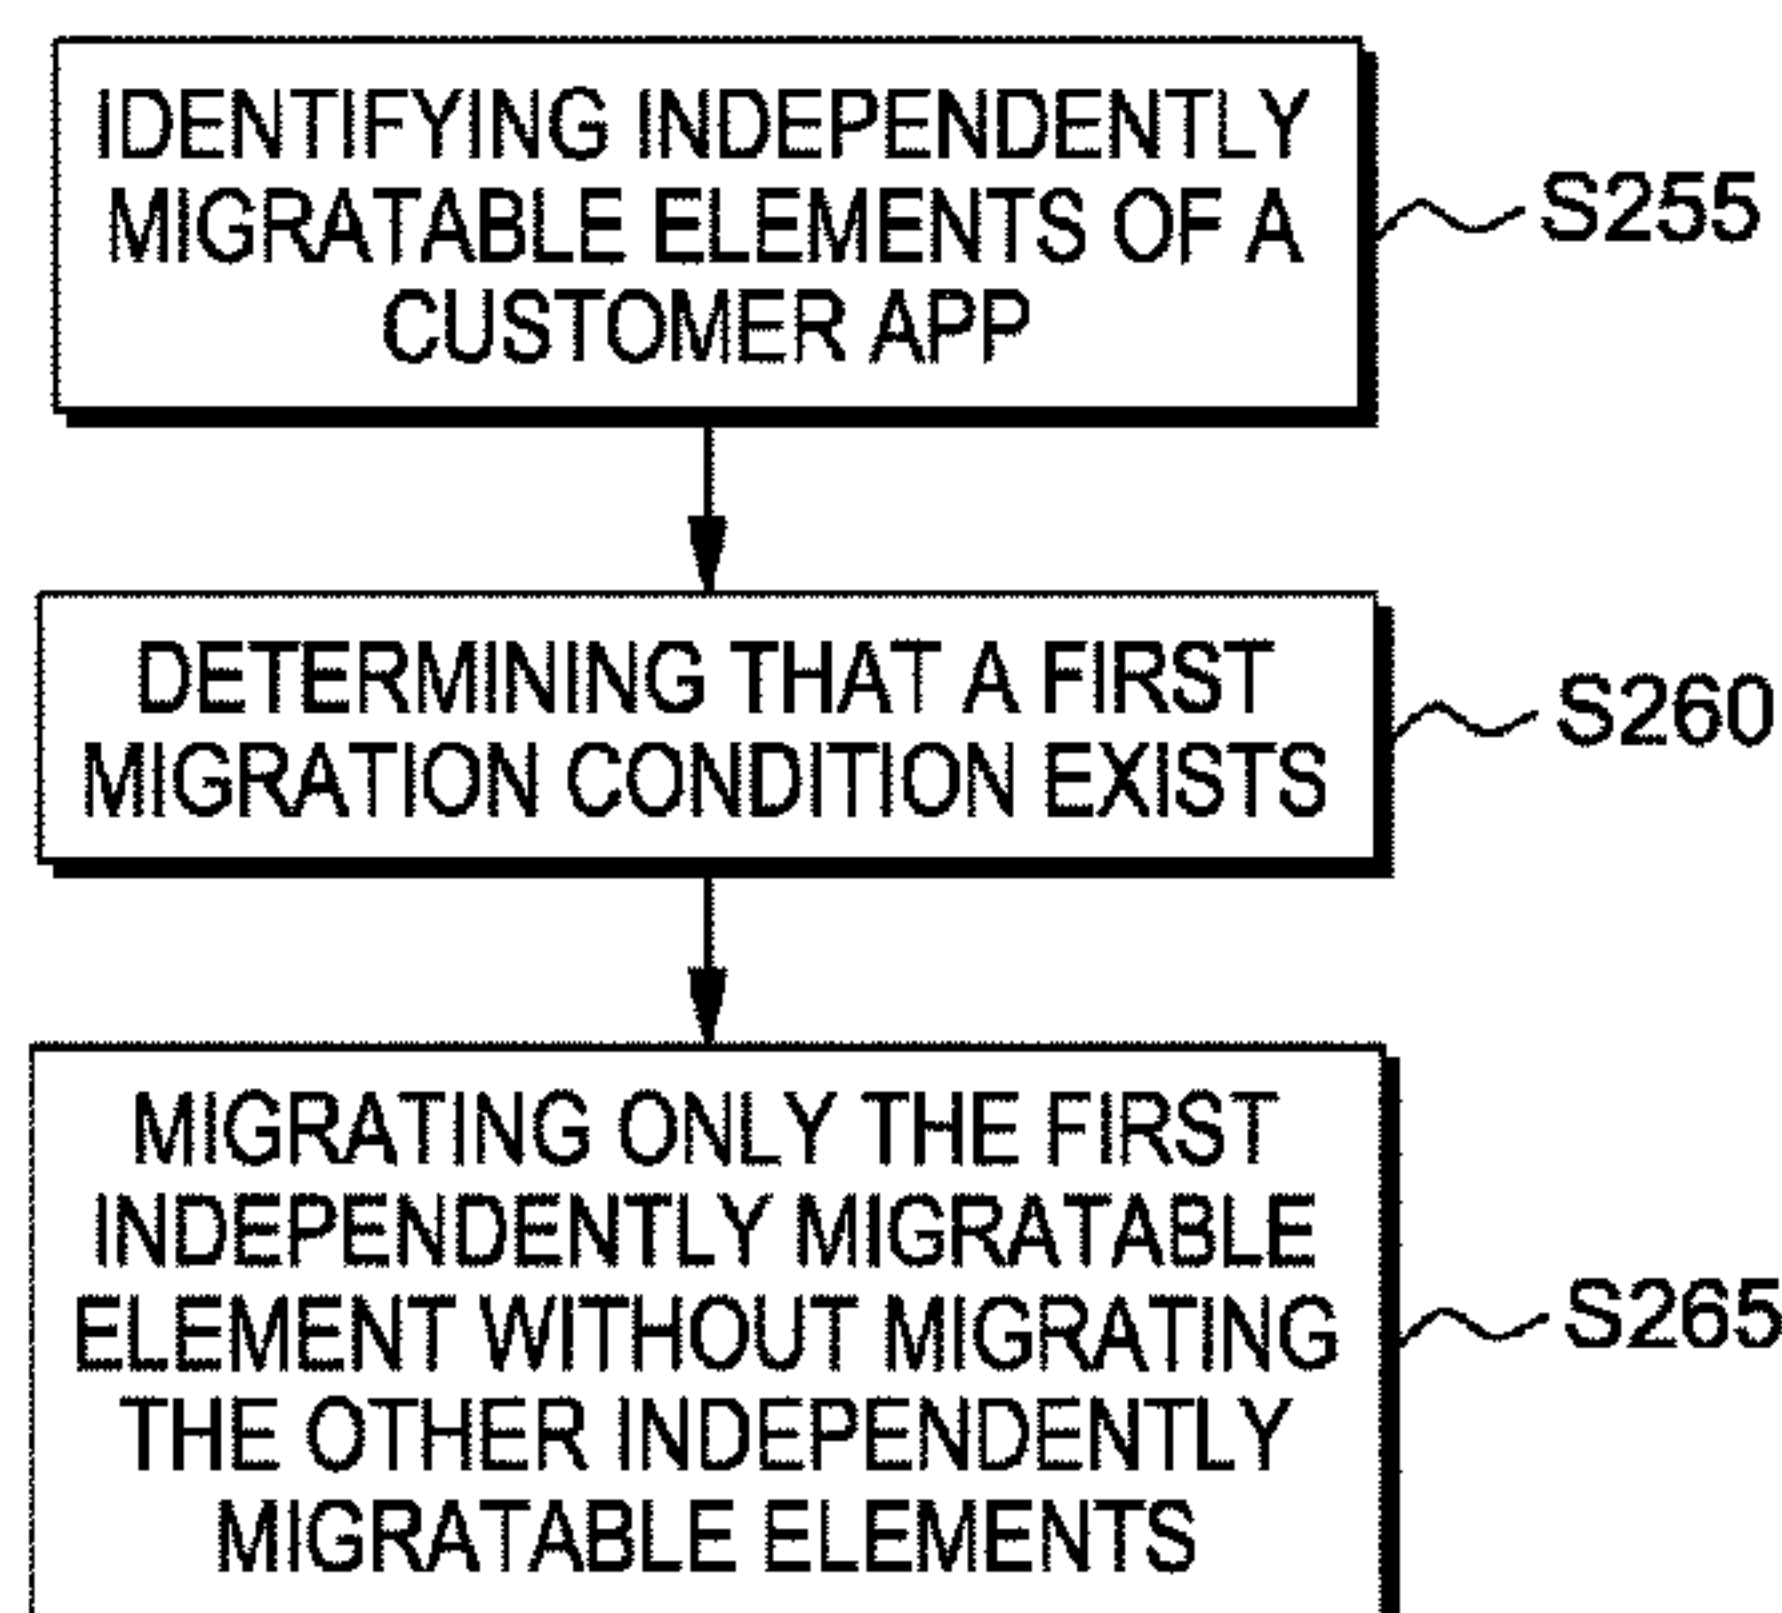 IDENTIFYING INDEPENDENTLY
MIGRATABLE ELEMENTS OF A
CUSTOMER APP
S255
DETERMINING THAT A FIRST
MIGRATION CONDITION EXISTS
S260
MIGRATING ONLY THE FIRST
INDEPENDENTLY MIGRATABLE
ELEMENT WITHOUT MIGRATING
THE OTHER INDEPENDENTLY
MIGRATABLE ELEMENTS
S265